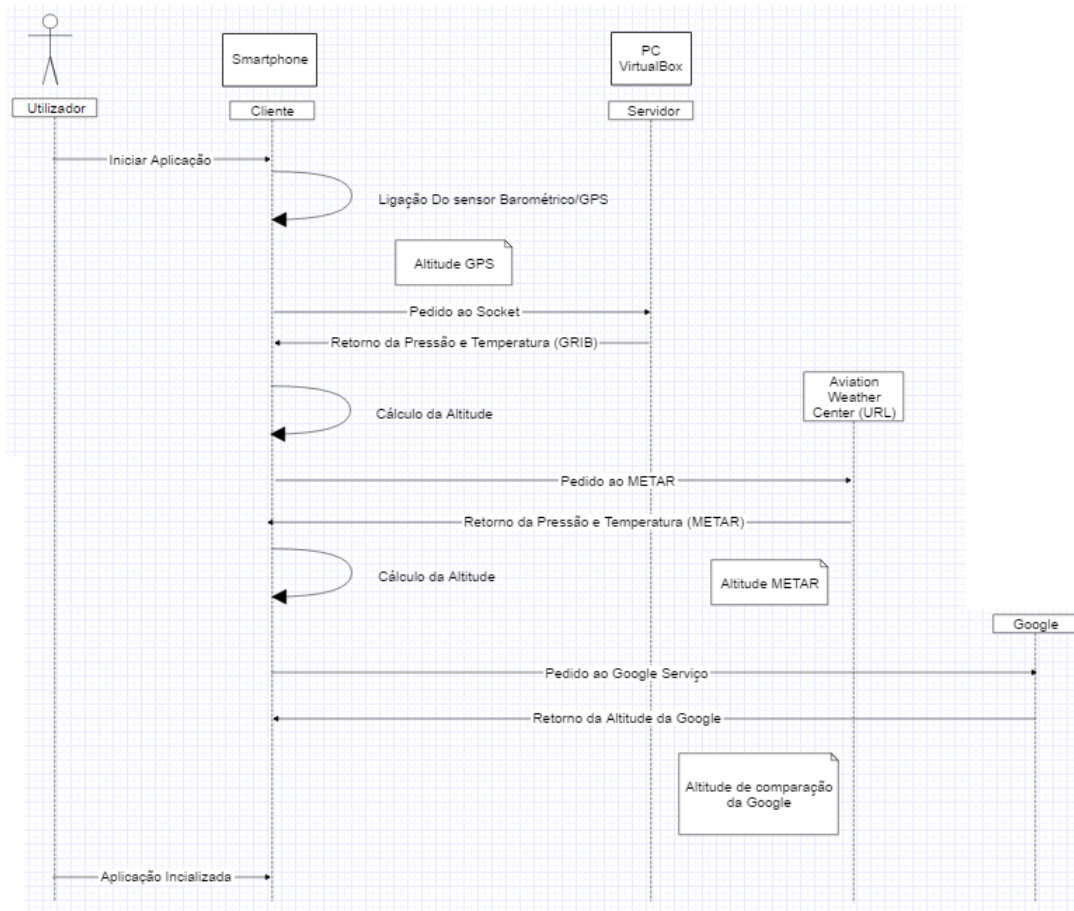 Smartphone
PC
VirtualBox
Utilizador
Cliente
Servidor
Iniciar Aplicação
Ligação Do sensor Barométrico/GPS
Altitude GPS
Pedido ao Socket
Retorno da Pressão e Temperatura (GRIB)
Aviation
Weather
Center (URL)
Cálculo da Altitude
Pedido ao METAR
Retorno da Pressão e Temperatura (METAR)
Cálculo da Altitude
Altitude METAR
Google
Pedido ao Google Serviço
Retorno da Altitude da Google
Altitude de comparação
da Google
Aplicação Incializada